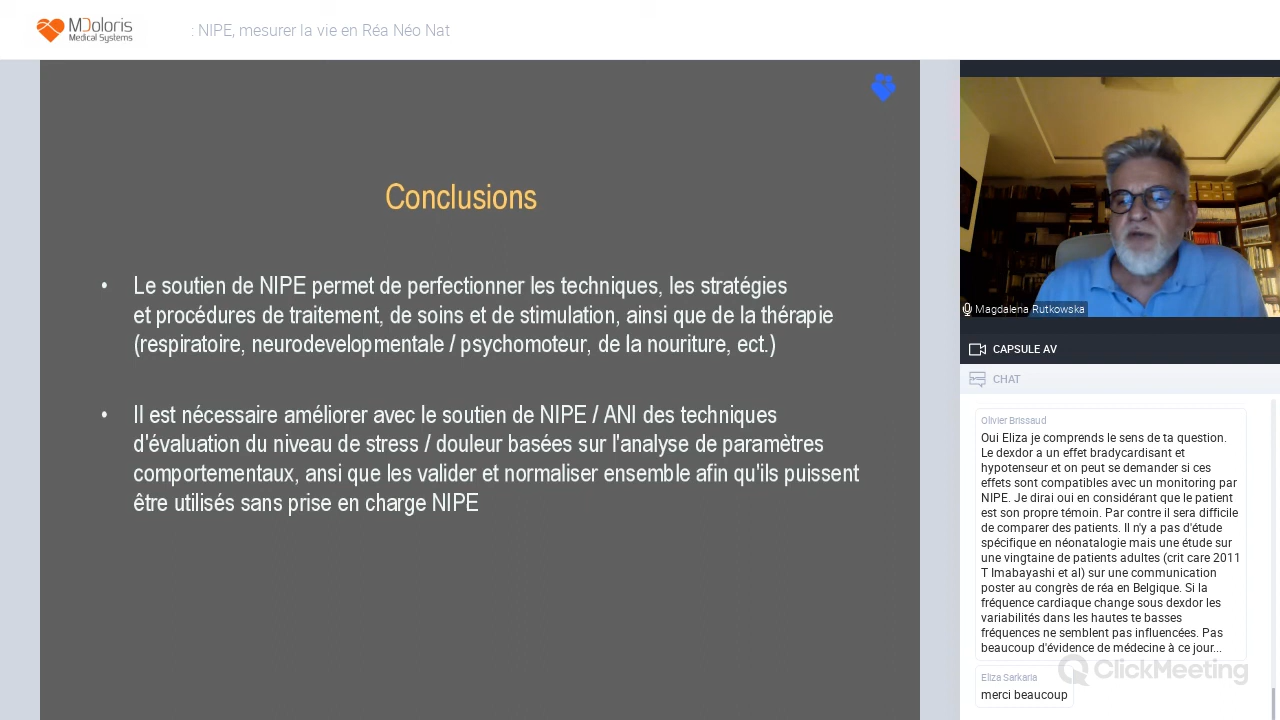 MDoloris
Medical Systems
: NIPE, mesurer la vie en Réa Néo Nat
Conclusions
• Le soutien de NIPE permet de perfectionner les techniques, les stratégies
et procédures de traitement, de soins et de stimulation, ainsi que de la thérapie
(respiratoire, neurodevelopmentale / psychomoteur, de la nouriture, ect.)
• Il est nécessaire améliorer avec le soutien de NIPE / ANI des techniques
d'évaluation du niveau de stress / douleur basées sur l'analyse de paramètres
comportementaux, ansi que les valider et normaliser ensemble afin qu'ils puissent
être utilisés sans prise en charge NIPE
Magdalena Rutkowska
CAPSULE AV
CHAT
Olivier Brissaud
Oui Eliza je comprends le sens de ta question.
Le dexdor a un effet bradycardisant et
hypotenseur et on peut se demander si ces
effets sont compatibles avec un monitoring par
NIPE. Je dirai oui en considérant que le patient
est son propre témoin. Par contre il sera difficile
de comparer des patients. Il n'y a pas d'étude
spécifique en néonatalogie mais une étude sur
une vingtaine de patients adultes (crit care 2011
T Imabayashi et al) sur une communication
poster au congrès de réa en Belgique. Si la
fréquence cardiaque change sous dexdor les
variabilités dans les hautes te basses
fréquences ne semblent pas influencées. Pas
beaucoup d'évidence de médecine à ce jour...
ClickMeeting
Eliza Sarkaria
merci beaucoup